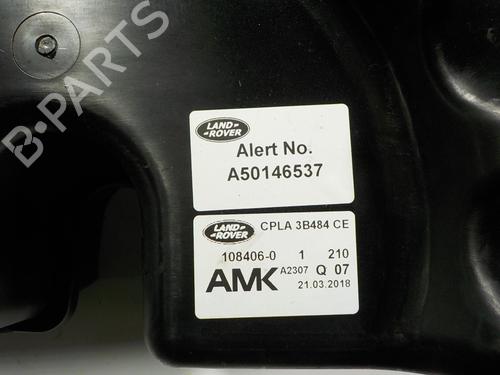 B-PARTS
LAND-
ROVER
Alert No.
A50146537
LAND-
ROVER
CPLA 3B484 CE
108406-0 1 210
AMK A2307 Q 07
21.03.2018